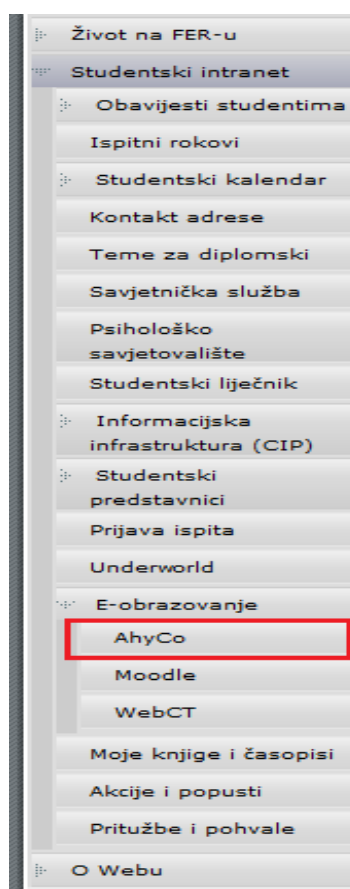 Život na FER-u
Studentski intranet
Obavijesti studentima
Ispitni rokovi
Studentski kalendar
Kontakt adrese
Teme za diplomski
Savjetnička služba
Psihološko
savjetovalište
Studentski liječnik
Informacijska
infrastruktura (CIP)
Studentski
predstavnici
Prijava ispita
Underworld
E-obrazovanje
AhyCo
Moodle
WebCT
Moje knjige i časopisi
Akcije i popusti
Pritužbe i pohvale
O Webu